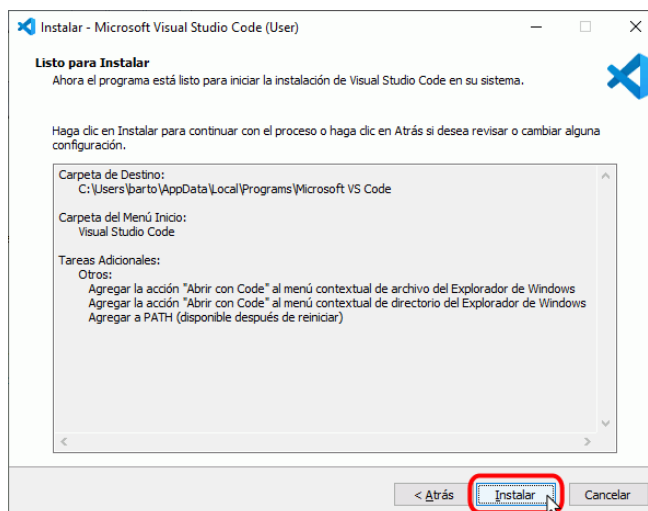 Instalar - Microsoft Visual Studio Code (User)
Listo para Instalar
Ahora el programa está listo para iniciar la instalación de Visual Studio Code en su sistema.
Haga clic en Instalar para continuar con el proceso o haga clic en Atrás si desea revisar o cambiar alguna
configuración.
Carpeta de Destino:
C:\Users\barto\AppData\Local\Programs\Microsoft VS Code
Carpeta del Menú Inicio:
Visual Studio Code
Tareas Adicionales:
Otros:
Agregar la acción "Abrir con Code" al menú contextual de archivo del Explorador de Windows
Agregar la acción "Abrir con Code" al menú contextual de directorio del Explorador de Windows
Agregar a PATH (disponible después de reiniciar)
< Atrás Instalar Cancelar